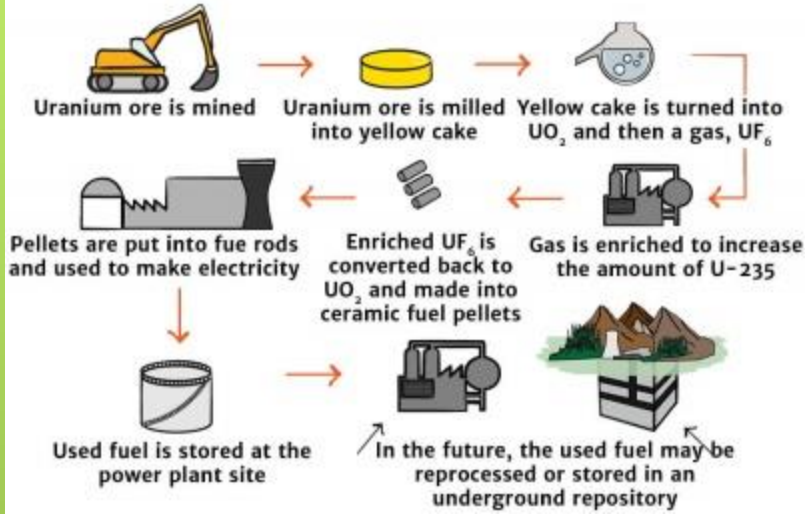 Uranium ore is mined
Uranium ore is milled
into yellow cake
Yellow cake is turned into
UO₂ and then a gas, UF₆
Gas is enriched to increase
the amount of U-235
Enriched UF₆ is
converted back to
UO₂ and made into
ceramic fuel pellets
Pellets are put into fue rods
and used to make electricity
Used fuel is stored at the
power plant site
In the future, the used fuel may be
reprocessed or stored in an
underground repository